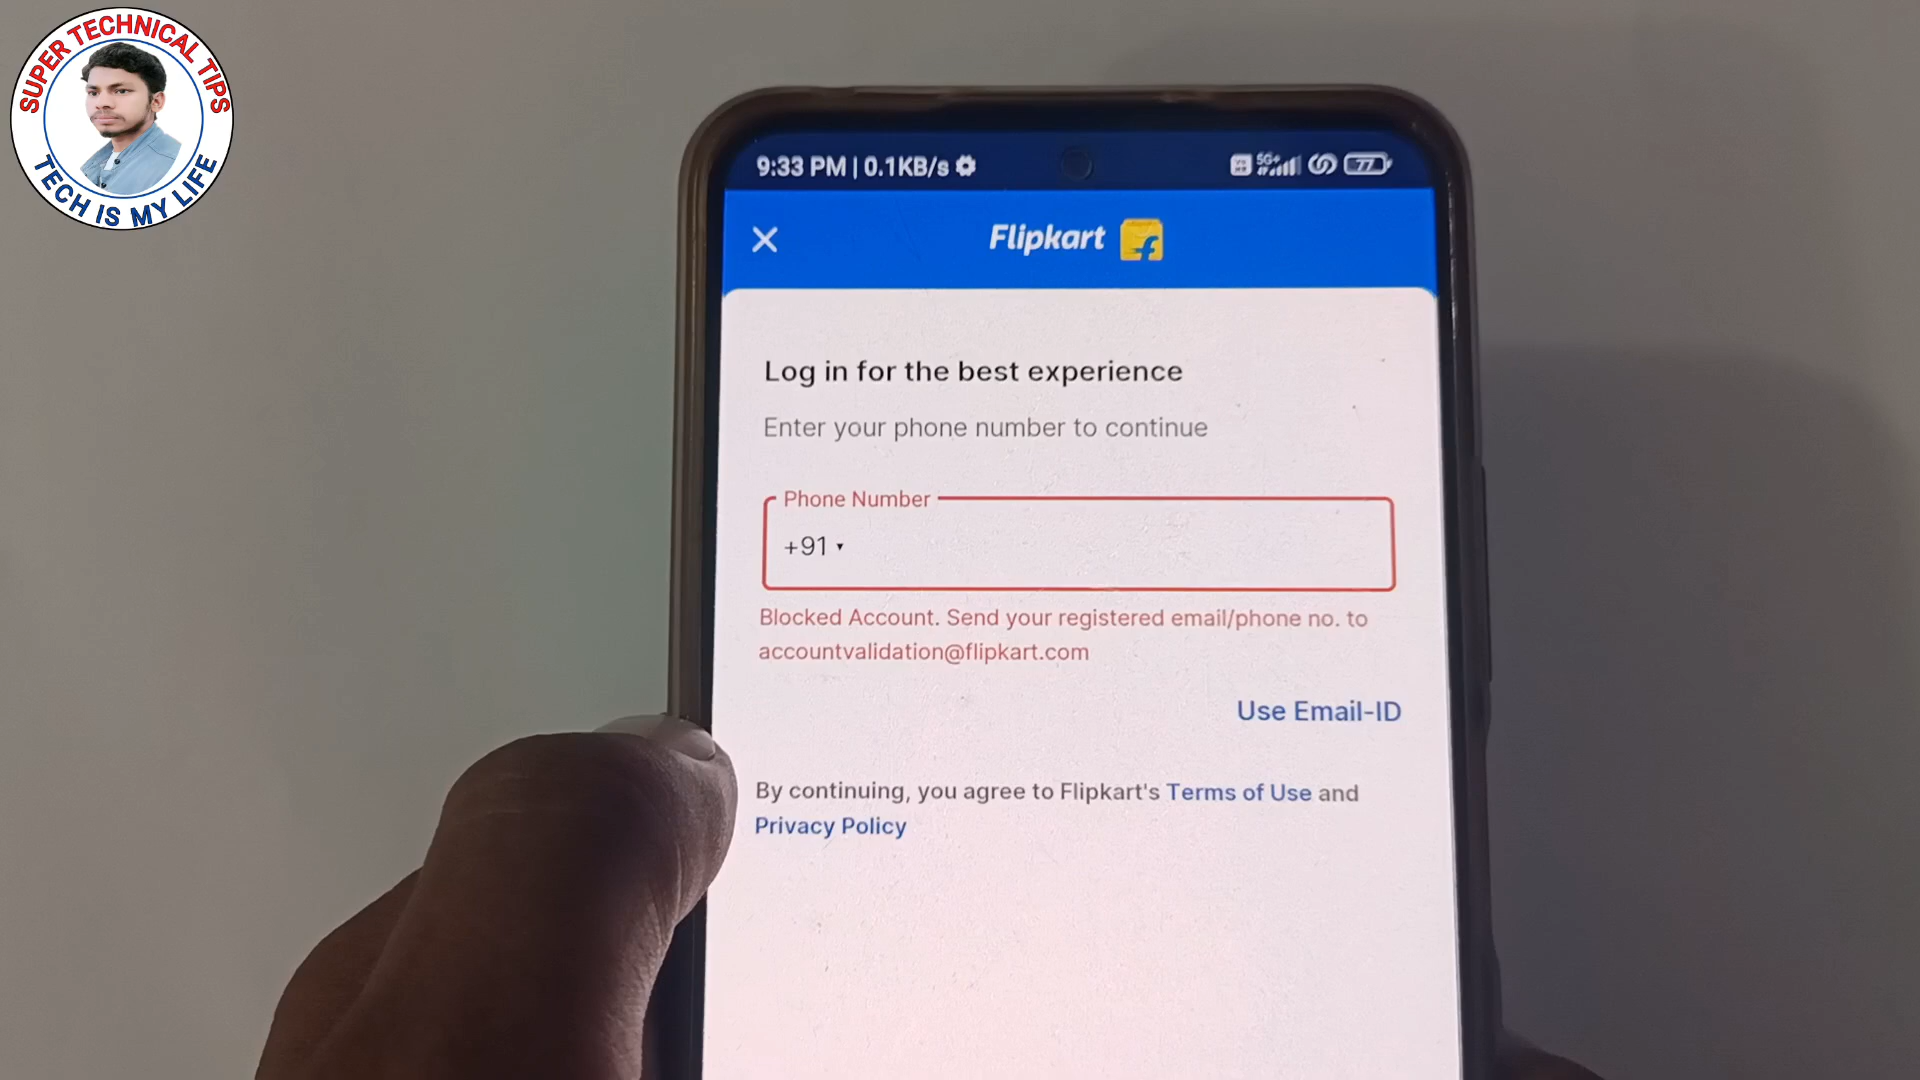 SUPER TECHNICAL TIPS
TECH IS MY LIFE
9:33 PM | 0.1KB/s
5G+
77
Flipkart
Log in for the best experience
Enter your phone number to continue
Phone Number
+91
Blocked Account. Send your registered email/phone no. to
accountvalidation@flipkart.com
Use Email-ID
By continuing, you agree to Flipkart's Terms of Use and
Privacy Policy